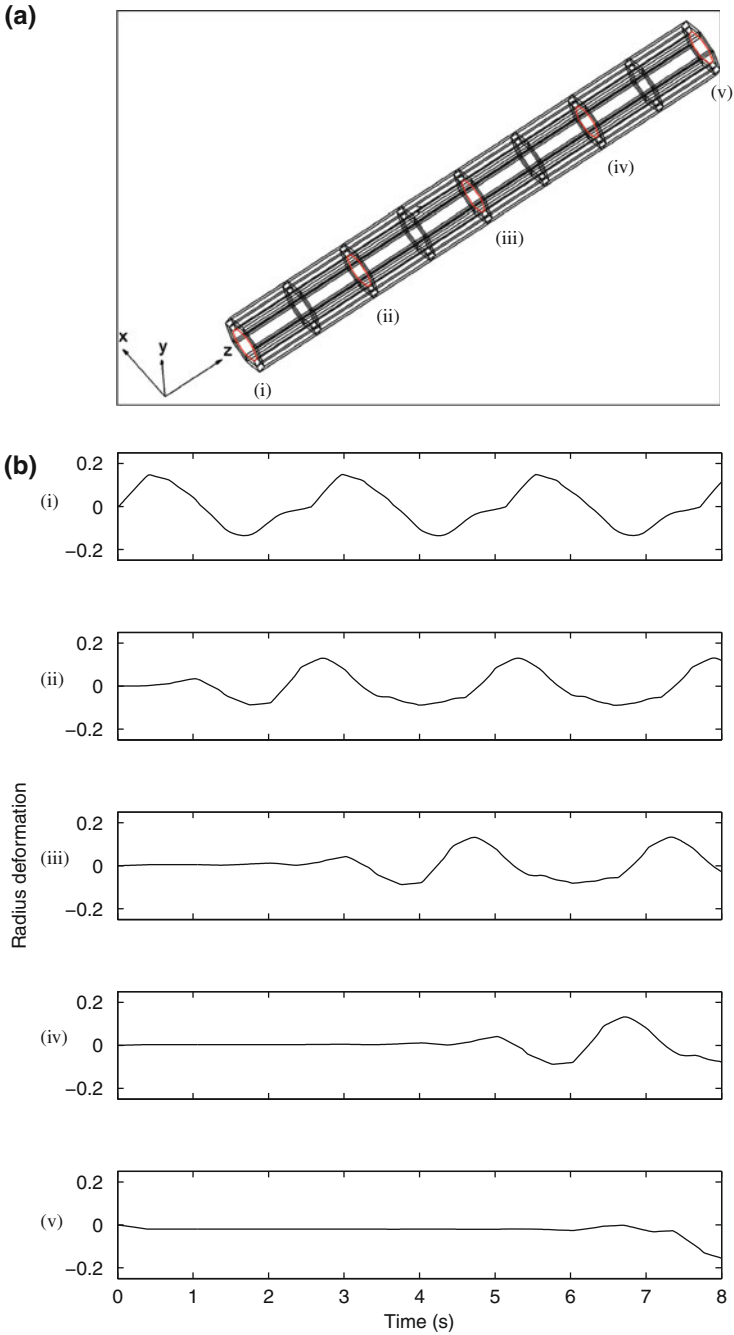 (a)
(v)
(iv)
(iii)
(ii)
x y z
(i)
(b)
0.2
(i) 0
−0.2
0.2
(ii) 0
−0.2
0.2
(iii) 0
−0.2
Radius deformation
0.2
(iv) 0
−0.2
0.2
(v) 0
−0.2
0 1 2 3 4 5 6 7 8
Time (s)